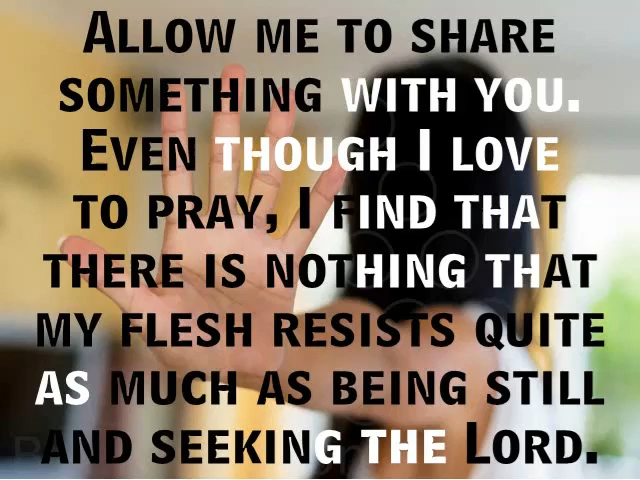 Allow me to share
something with you.
Even though I love
to pray, I find that
there is nothing that
my flesh resists quite
as much as being still
and seeking the Lord.